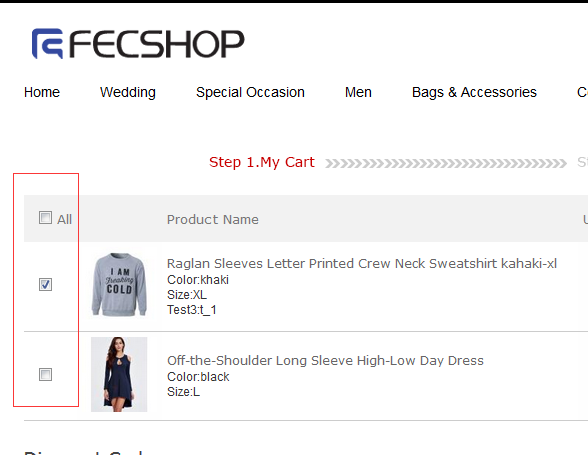 FECSHOP
Home Wedding Special Occasion Men Bags & Accessories
Step 1.My Cart
All Product Name
I AM
Freaking
COLD
Raglan Sleeves Letter Printed Crew Neck Sweatshirt kahaki-xl
Color:khaki
Size:XL
Test3:t_1
Off-the-Shoulder Long Sleeve High-Low Day Dress
Color:black
Size:L